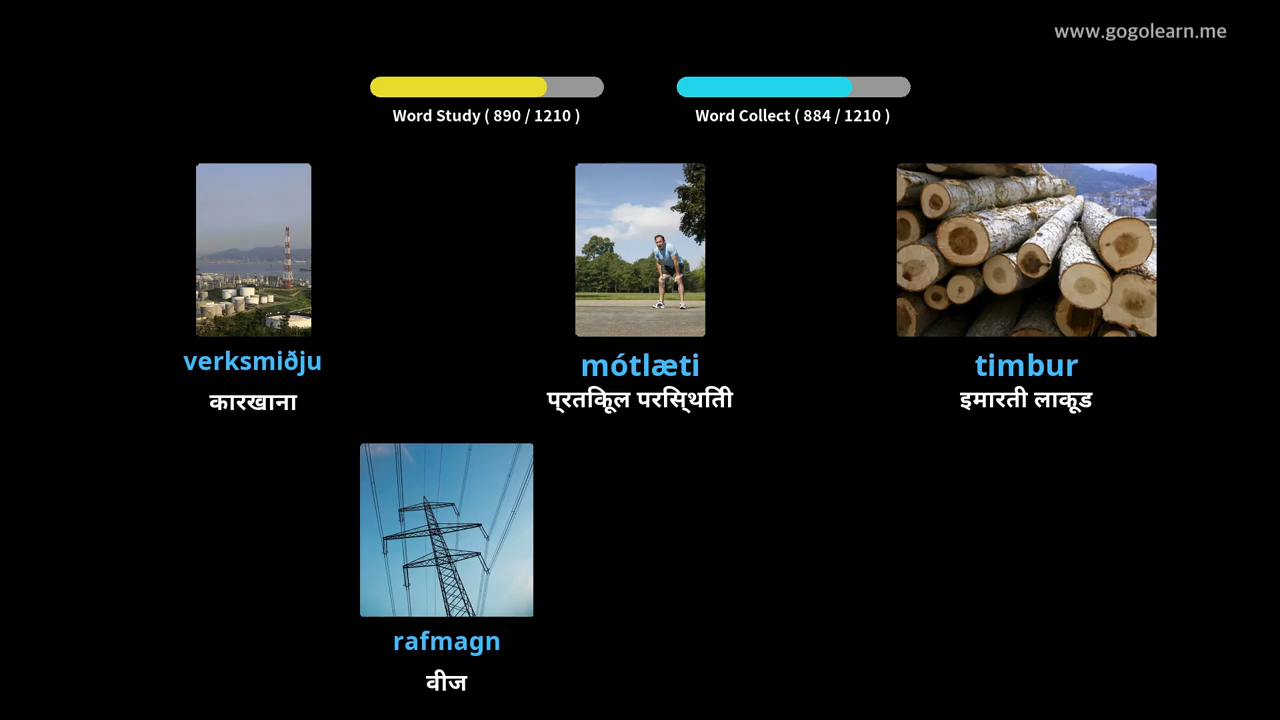 www.gogolearn.me
Word Study ( 890 / 1210 )
Word Collect ( 884 / 1210 )
verksmiðju
कारखाना
mótlæti
प्रतिकूल परिस्थिती
timbur
इमारती लाकूड
rafmagn
वीज